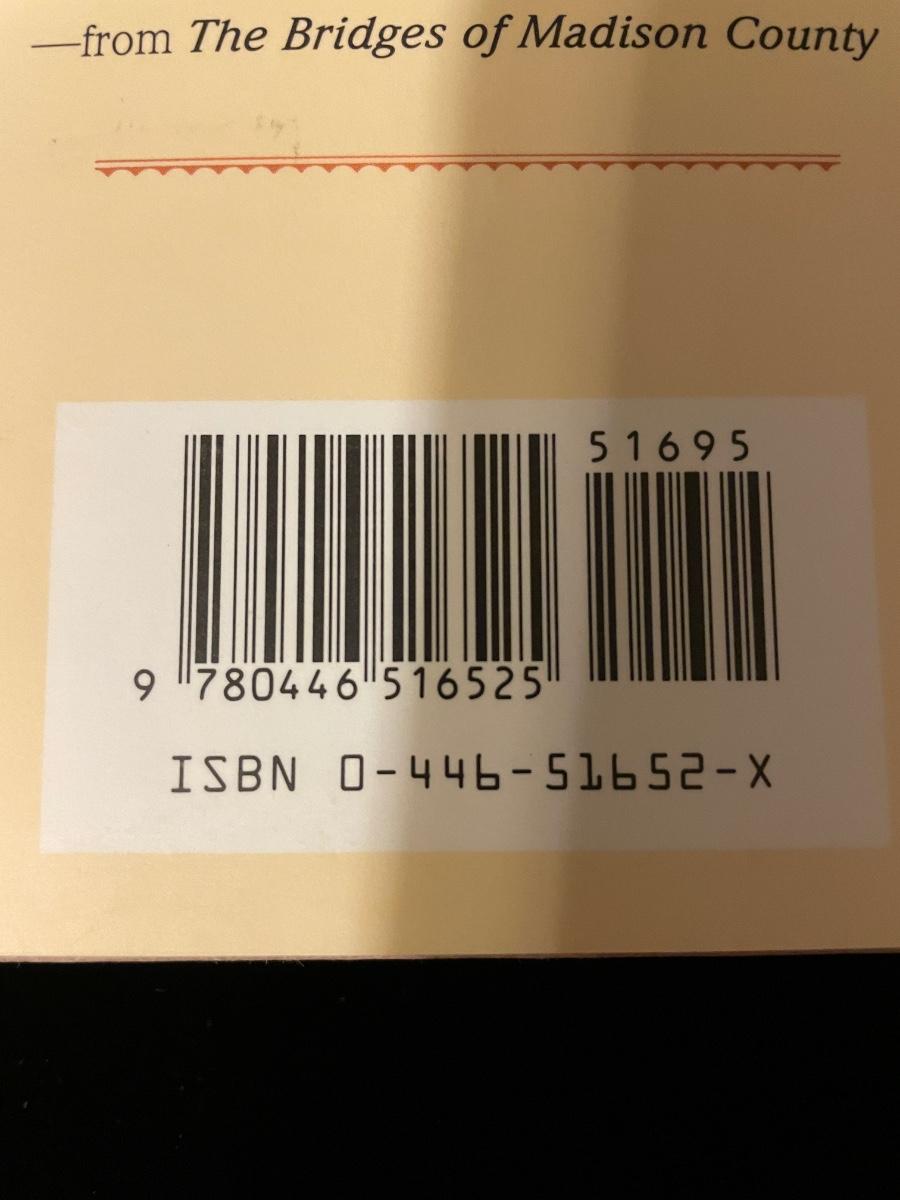 —from The Bridges of Madison County
51695
9 780446 516525
ISBN 0-446-51652-X